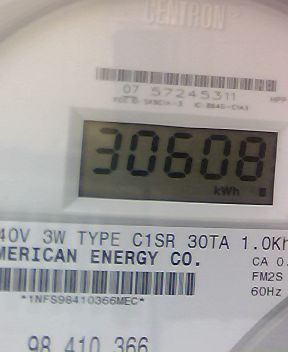 CENTRON®
07 57245311
30608
kWh
40V 3W TYPE C1SR 30TA 1.0Kh
MERICAN ENERGY CO.
CA 0.
FM2S
60Hz
*1NFS98410366MEC*
98 410 366